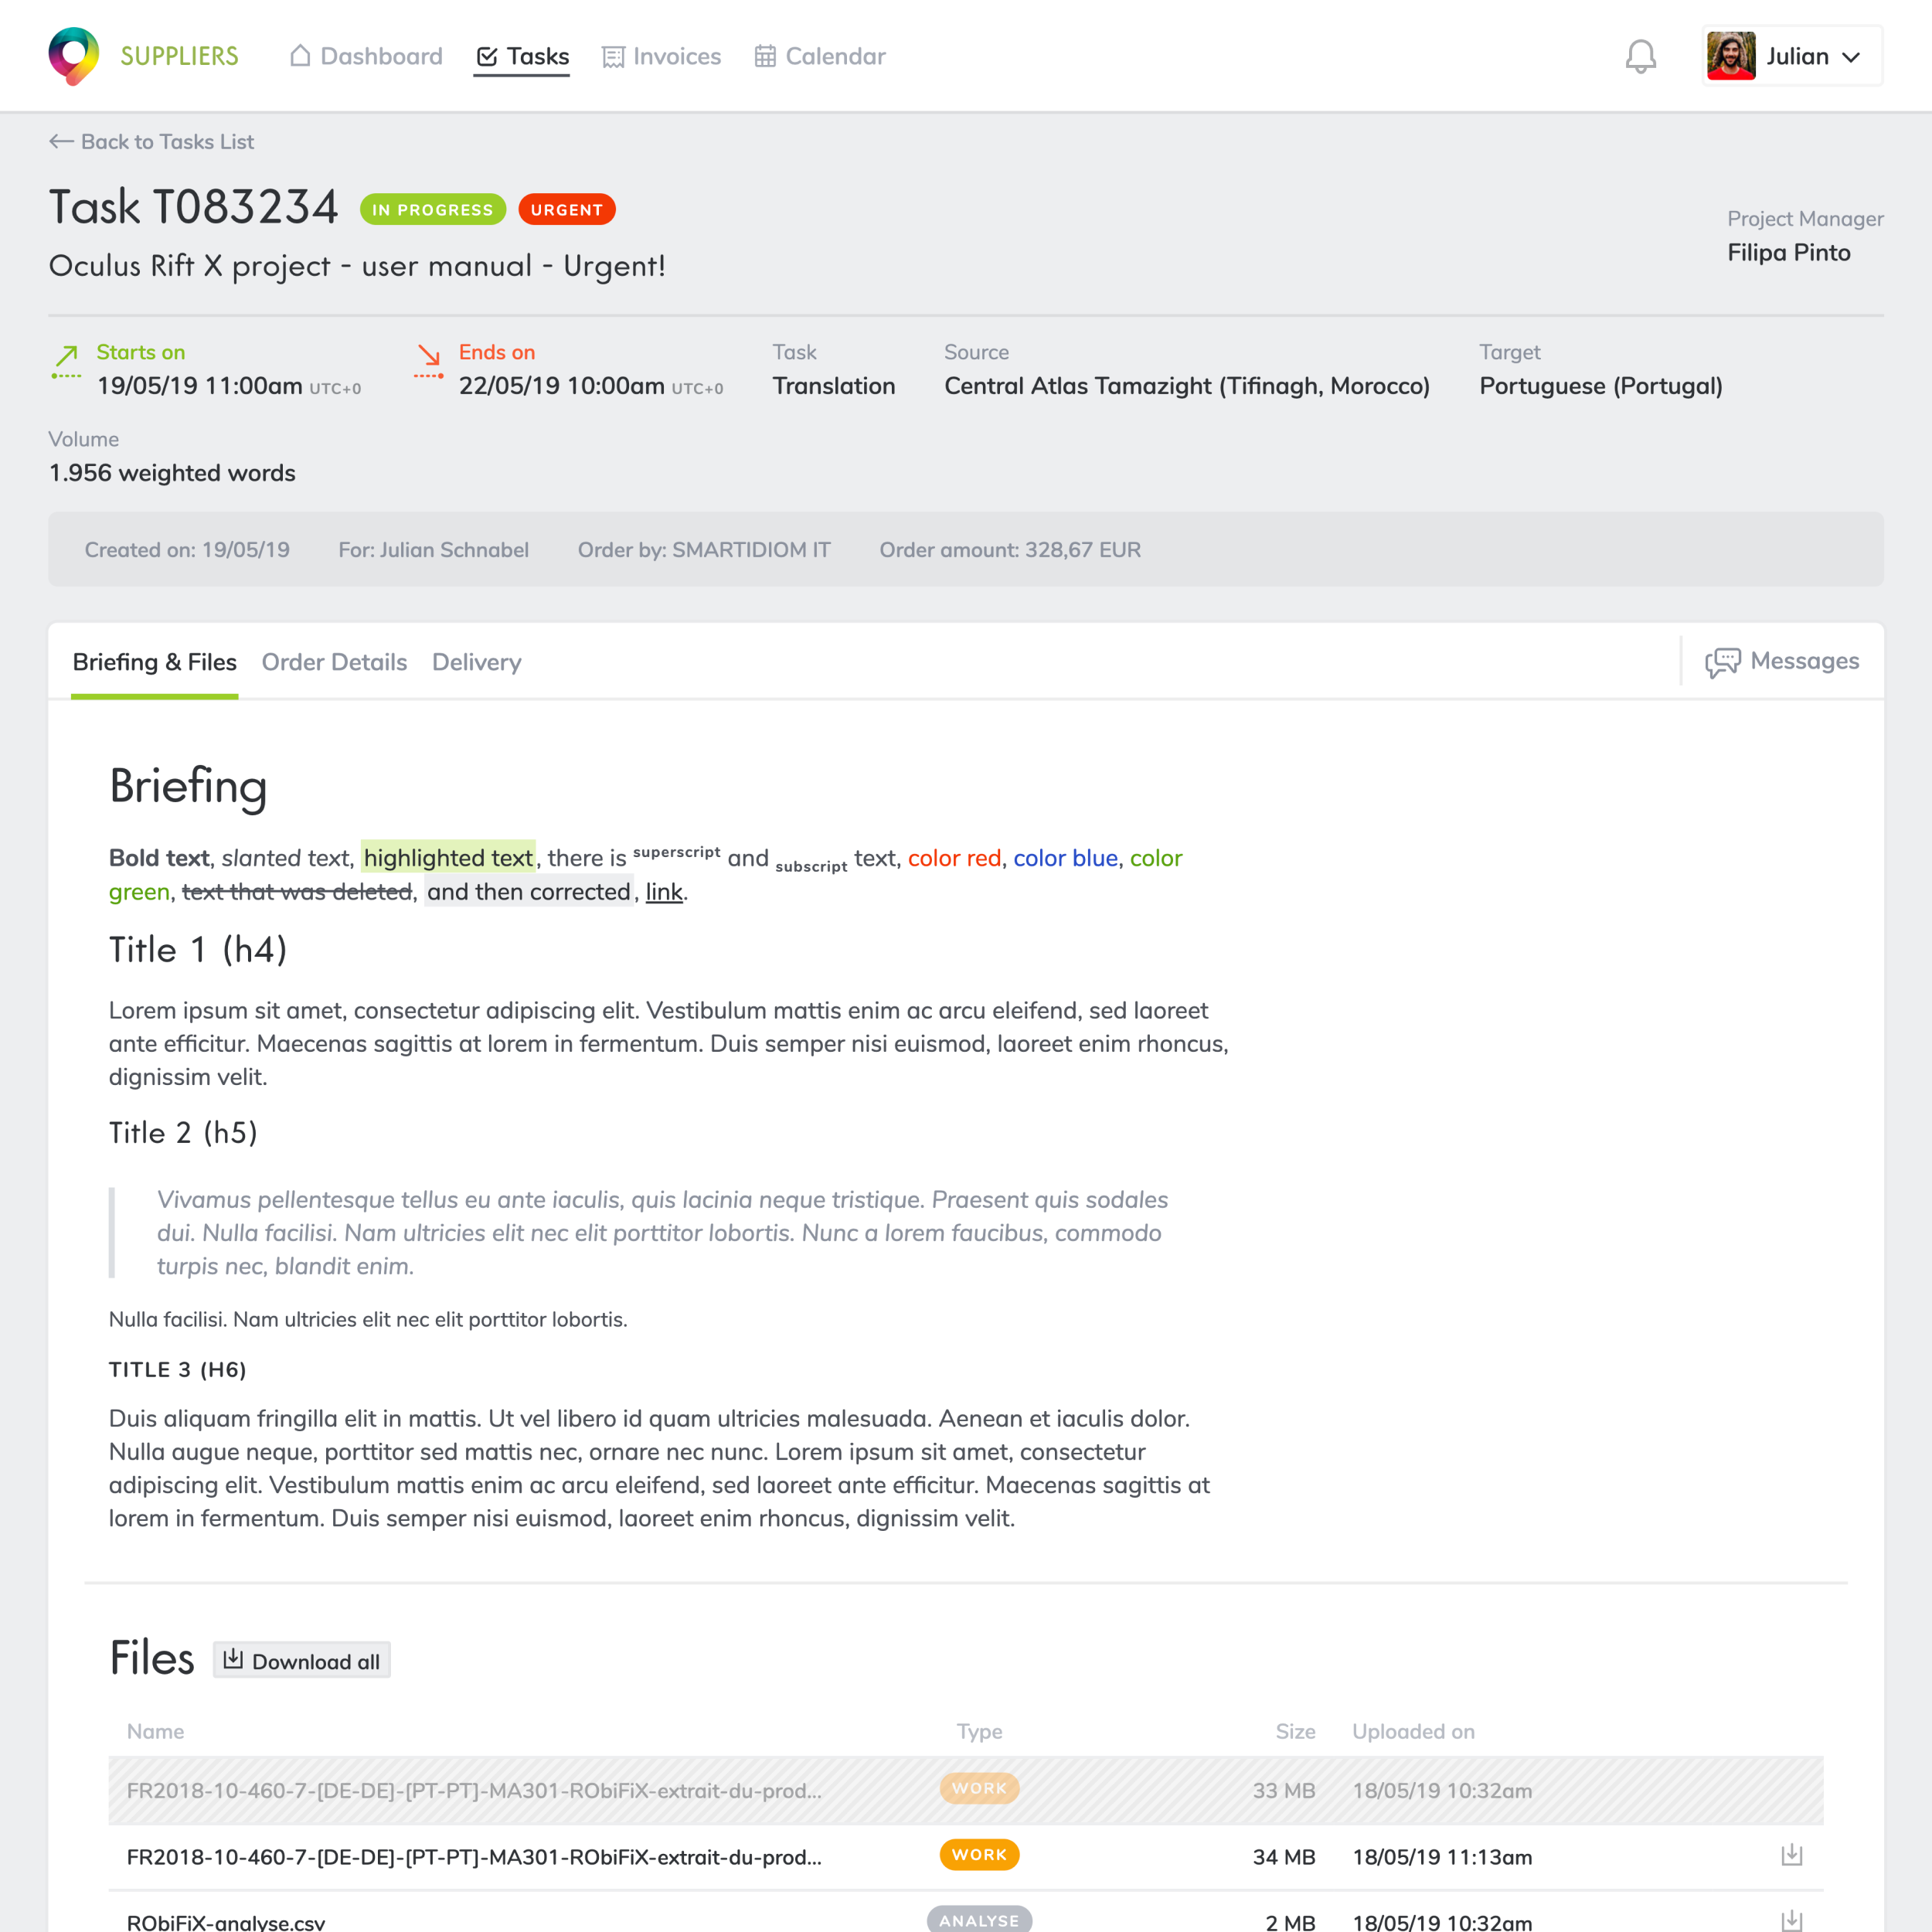 SUPPLIERS Dashboard Tasks Invoices Calendar Julian
Back to Tasks List
Task T083234 IN PROGRESS URGENT
Oculus Rift X project - user manual - Urgent!
Project Manager
Filipa Pinto
Starts on
19/05/19 11:00am UTC+0
Ends on
22/05/19 10:00am UTC+0
Task
Translation
Source
Central Atlas Tamazight (Tifinagh, Morocco)
Target
Portuguese (Portugal)
Volume
1.956 weighted words
Created on: 19/05/19 For: Julian Schnabel Order by: SMARTIDIOM IT Order amount: 328,67 EUR
Briefing & Files Order Details Delivery Messages
Briefing
Bold text, slanted text, highlighted text, there is superscript and subscript text, color red, color blue, color
green, text that was deleted, and then corrected, link.
Title 1 (h4)
Lorem ipsum sit amet, consectetur adipiscing elit. Vestibulum mattis enim ac arcu eleifend, sed laoreet
ante efficitur. Maecenas sagittis at lorem in fermentum. Duis semper nisi euismod, laoreet enim rhoncus,
dignissim velit.
Title 2 (h5)
Vivamus pellentesque tellus eu ante iaculis, quis lacinia neque tristique. Praesent quis sodales
dui. Nulla facilisi. Nam ultricies elit nec elit porttitor lobortis. Nunc a lorem faucibus, commodo
turpis nec, blandit enim.
Nulla facilisi. Nam ultricies elit nec elit porttitor lobortis.
TITLE 3 (H6)
Duis aliquam fringilla elit in mattis. Ut vel libero id quam ultricies malesuada. Aenean et iaculis dolor.
Nulla augue neque, porttitor sed mattis nec, ornare nec nunc. Lorem ipsum sit amet, consectetur
adipiscing elit. Vestibulum mattis enim ac arcu eleifend, sed laoreet ante efficitur. Maecenas sagittis at
lorem in fermentum. Duis semper nisi euismod, laoreet enim rhoncus, dignissim velit.
Files Download all
Name Type Size Uploaded on
FR2018-10-460-7-[DE-DE]-[PT-PT]-MA301-RObiFiX-extrait-du-prod... WORK 33 MB 18/05/19 10:32am
FR2018-10-460-7-[DE-DE]-[PT-PT]-MA301-RObiFiX-extrait-du-prod... WORK 34 MB 18/05/19 11:13am
RObiFiX-analyse.csv ANALYSE 2 MB 18/05/19 10:32am